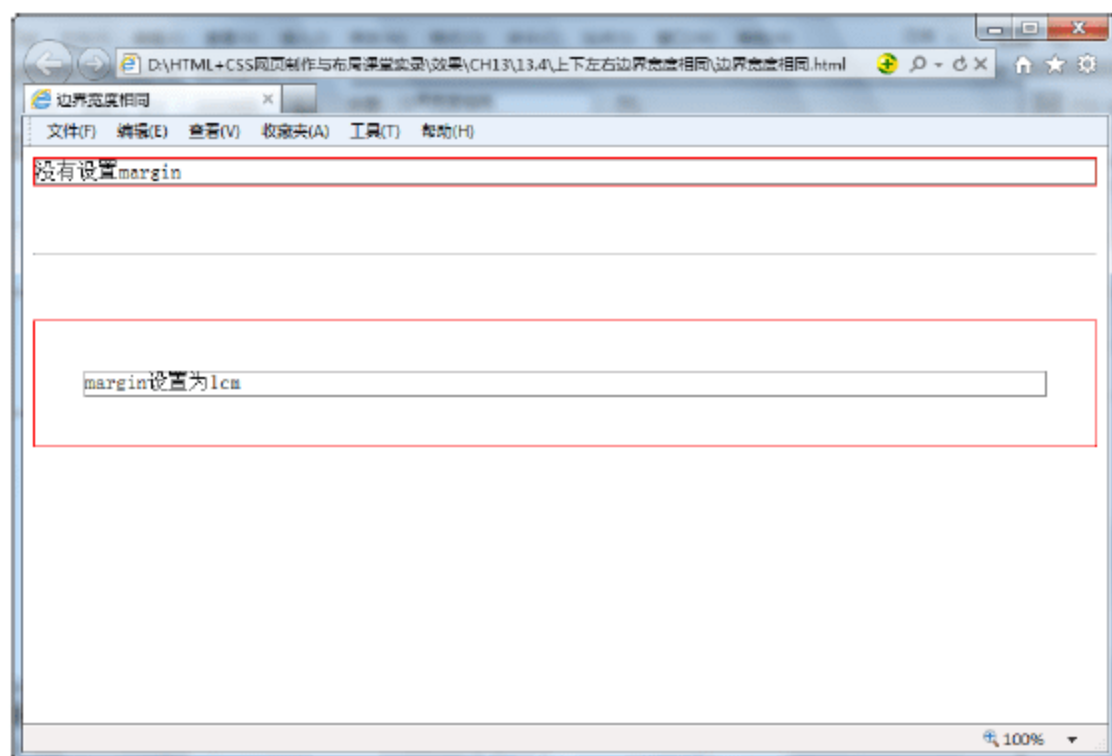 D:\HTML+CSS网页制作与布局课堂实录\效果\CH13\13.4\上下左右边界宽度相同\边界宽度相同.html
边界宽度相同
文件(F) 编辑(E) 查看(V) 收藏夹(A) 工具(T) 帮助(H)
没有设置margin
margin设置为1cm
100%